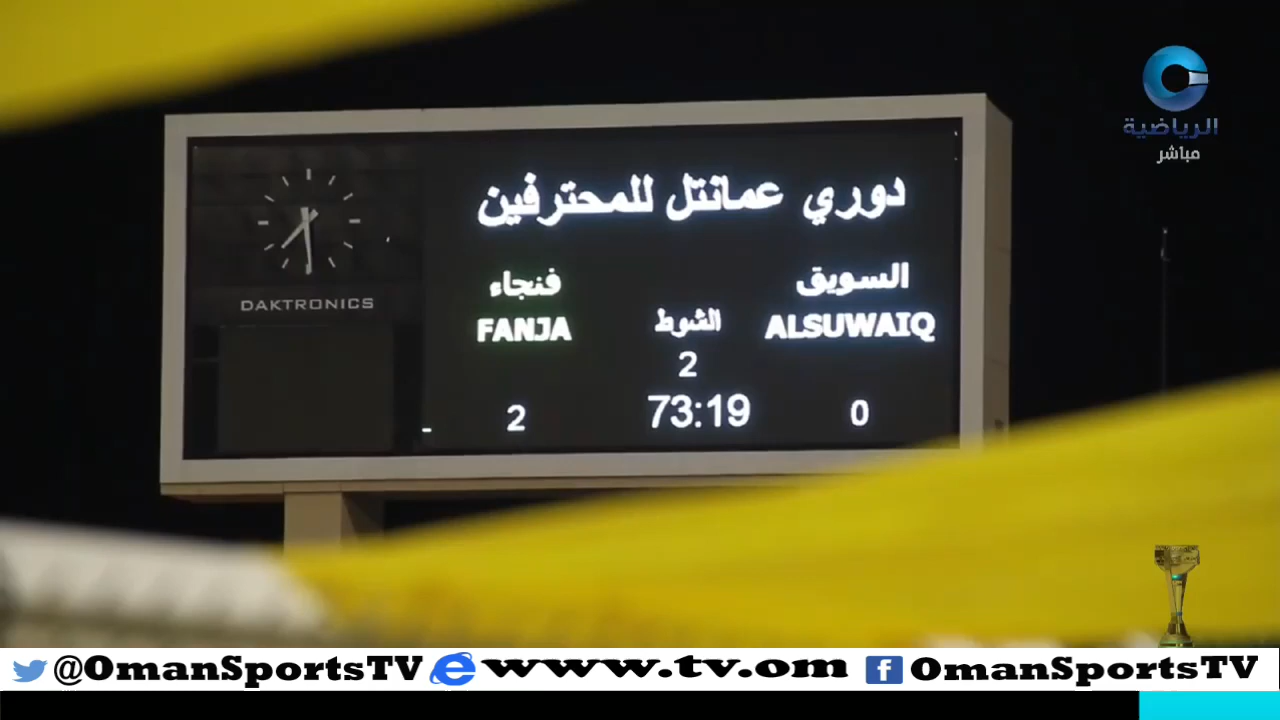 الرياضية
مباشر
دوري عمانتل للمحترفين
السويق
فنجاء
ALSUWAIQ
الشوط
FANJA
2
0
73:19
2
DAKTRONICS
@OmanSportsTV
www.tv.om
OmanSportsTV